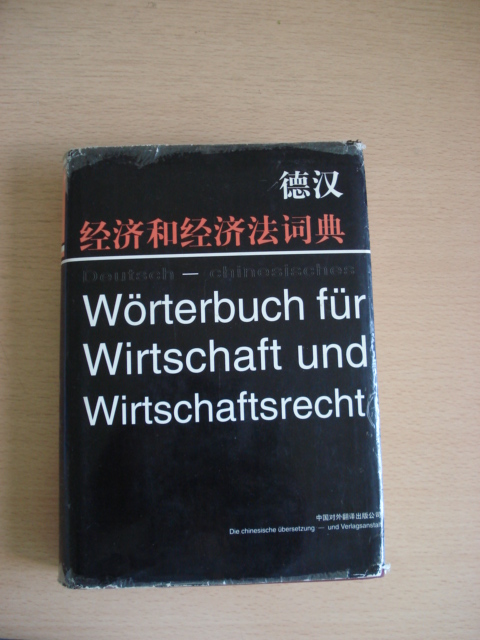 德汉
经济和经济法词典
Deutsch — chinesisches
Wörterbuch für
Wirtschaft und
Wirtschaftsrecht
中国对外翻译出版公司
Die chinesische übersetzung – und Verlagsanstalt